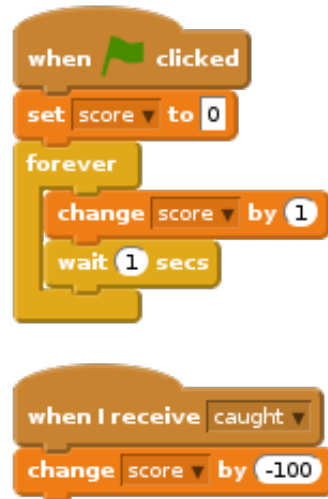 when clicked
set score to 0
forever
change score by 1
wait 1 secs
when I receive caught
change score by -100